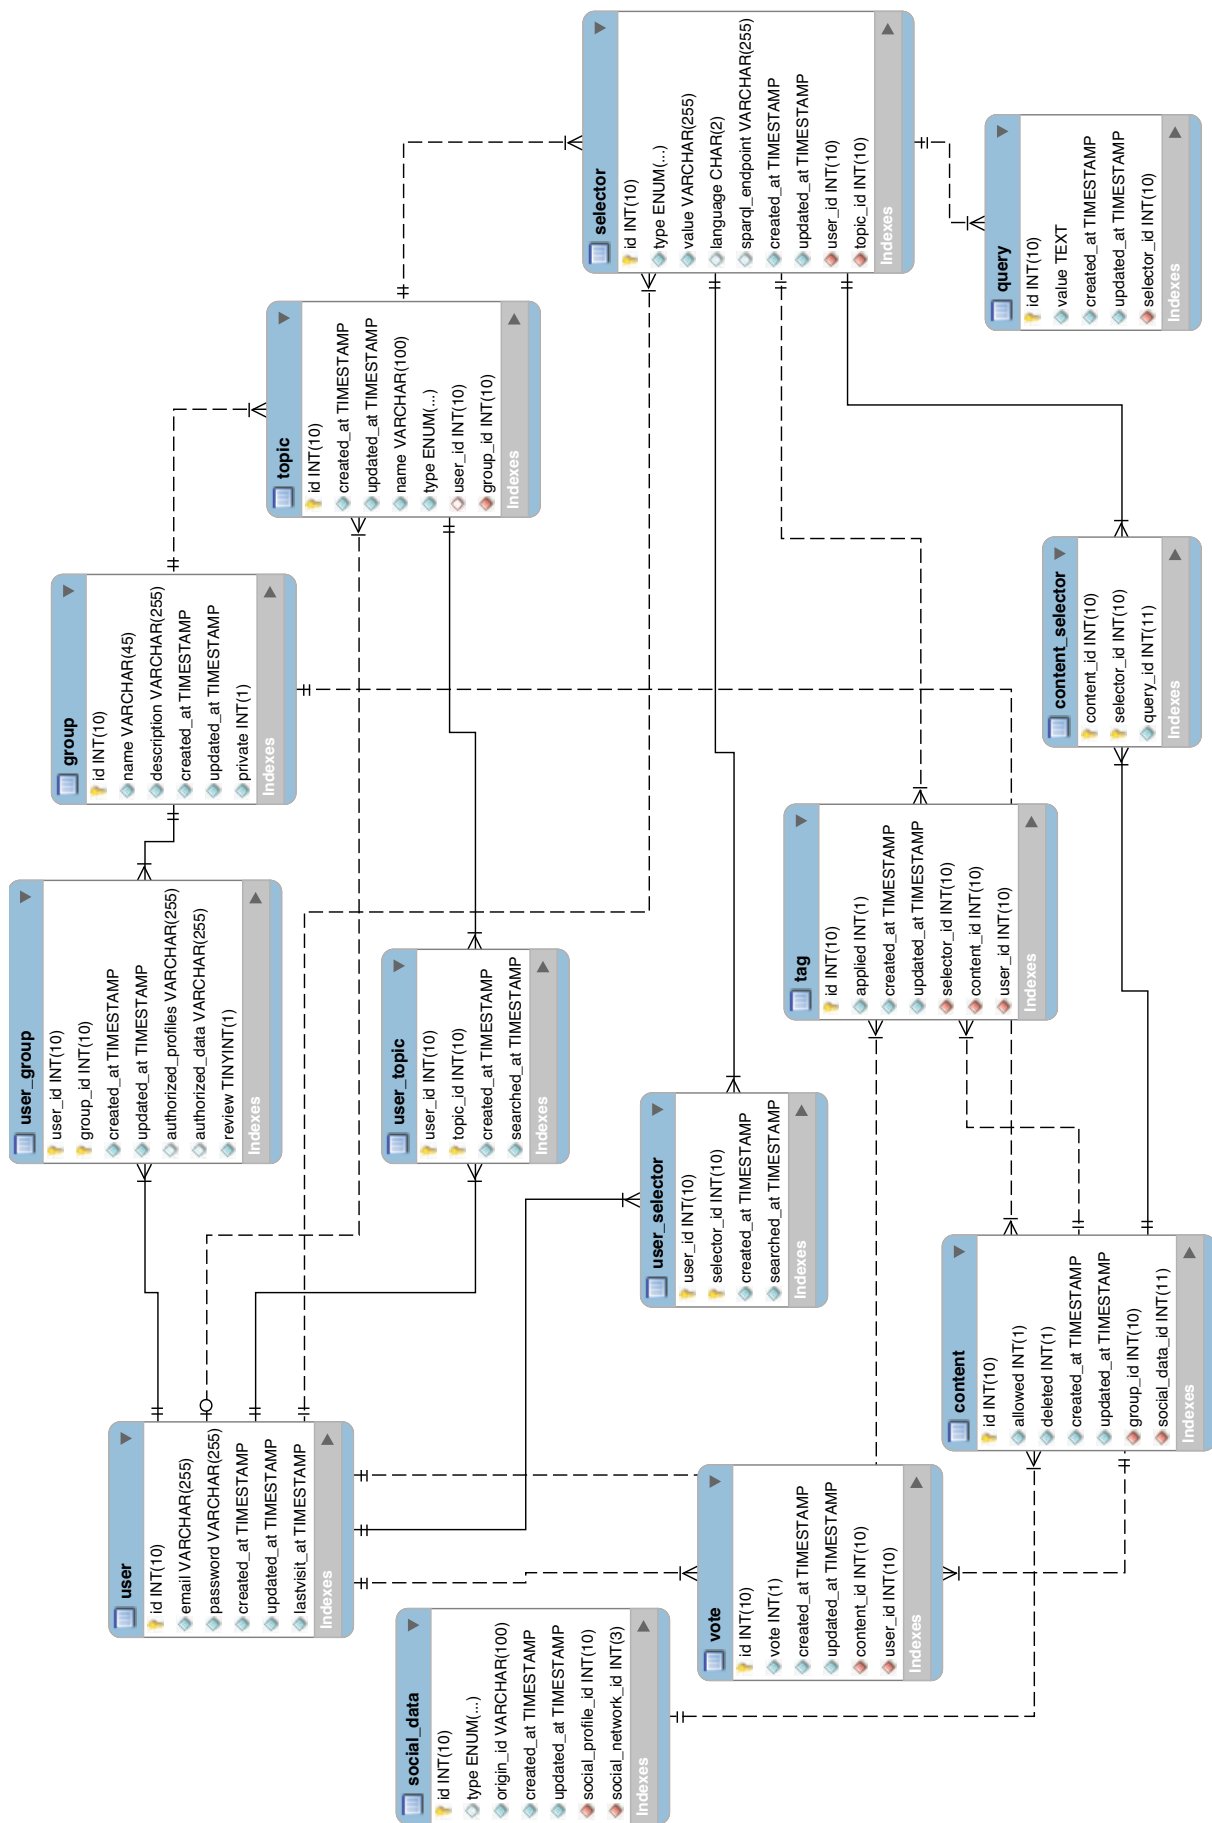 user
id INT(10)
email VARCHAR(255)
password VARCHAR(255)
created_at TIMESTAMP
updated_at TIMESTAMP
lastvisit_at TIMESTAMP
Indexes
user_group
user_id INT(10)
group_id INT(10)
created_at TIMESTAMP
updated_at TIMESTAMP
authorized_profiles VARCHAR(255)
authorized_data VARCHAR(255)
review TINYINT(1)
Indexes
group
id INT(10)
name VARCHAR(45)
description VARCHAR(255)
created_at TIMESTAMP
updated_at TIMESTAMP
private INT(1)
Indexes
topic
id INT(10)
created_at TIMESTAMP
updated_at TIMESTAMP
name VARCHAR(100)
type ENUM(...)
user_id INT(10)
group_id INT(10)
Indexes
social_data
id INT(10)
type ENUM(...)
origin_id VARCHAR(100)
created_at TIMESTAMP
updated_at TIMESTAMP
social_profile_id INT(10)
social_network_id INT(3)
Indexes
user_topic
user_id INT(10)
topic_id INT(10)
created_at TIMESTAMP
searched_at TIMESTAMP
Indexes
selector
id INT(10)
type ENUM(...)
value VARCHAR(255)
language CHAR(2)
sparql_endpoint VARCHAR(255)
created_at TIMESTAMP
updated_at TIMESTAMP
user_id INT(10)
topic_id INT(10)
Indexes
user_selector
user_id INT(10)
selector_id INT(10)
created_at TIMESTAMP
searched_at TIMESTAMP
Indexes
vote
id INT(10)
vote INT(1)
created_at TIMESTAMP
updated_at TIMESTAMP
content_id INT(10)
user_id INT(10)
Indexes
tag
id INT(10)
applied INT(1)
created_at TIMESTAMP
updated_at TIMESTAMP
selector_id INT(10)
content_id INT(10)
user_id INT(10)
Indexes
content
id INT(10)
allowed INT(1)
deleted INT(1)
created_at TIMESTAMP
updated_at TIMESTAMP
group_id INT(10)
social_data_id INT(11)
Indexes
content_selector
content_id INT(10)
selector_id INT(10)
query_id INT(11)
Indexes
query
id INT(10)
value TEXT
created_at TIMESTAMP
updated_at TIMESTAMP
selector_id INT(10)
Indexes